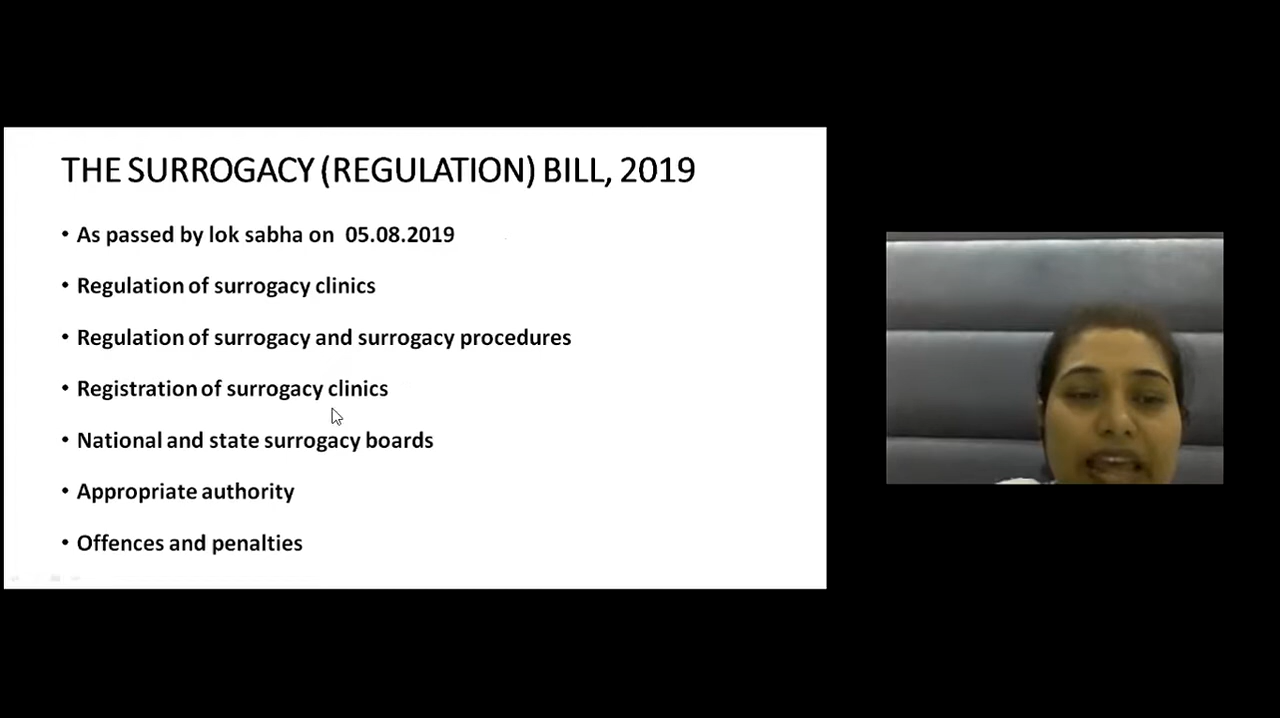 THE SURROGACY (REGULATION) BILL, 2019
• As passed by lok sabha on 05.08.2019
• Regulation of surrogacy clinics
• Regulation of surrogacy and surrogacy procedures
• Registration of surrogacy clinics
• National and state surrogacy boards
• Appropriate authority
• Offences and penalties